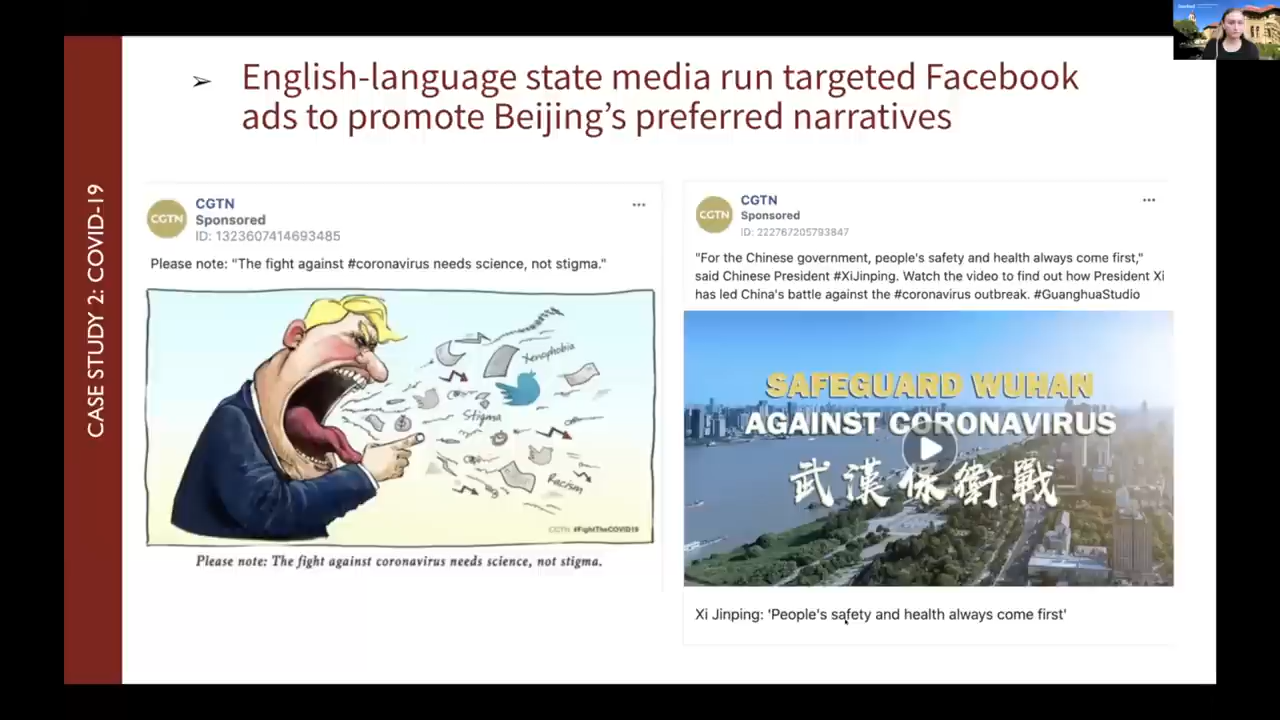 ➢ English-language state media run targeted Facebook
ads to promote Beijing’s preferred narratives
CASE STUDY 2: COVID-19
CGTN
CGTN
Sponsored
ID: 1323607414693485
Please note: "The fight against #coronavirus needs science, not stigma."
Xenophobia
Stigma
Racism
CGTN: #FightTheCOVID19
Please note: The fight against coronavirus needs science, not stigma.
CGTN
CGTN
Sponsored
ID: 222767205793847
"For the Chinese government, people's safety and health always come first,"
said Chinese President #XiJinping. Watch the video to find out how President Xi
has led China's battle against the #coronavirus outbreak. #GuanghuaStudio
SAFEGUARD WUHAN
AGAINST CORONAVIRUS
武漢保衛戰
Xi Jinping: 'People's safety and health always come first'